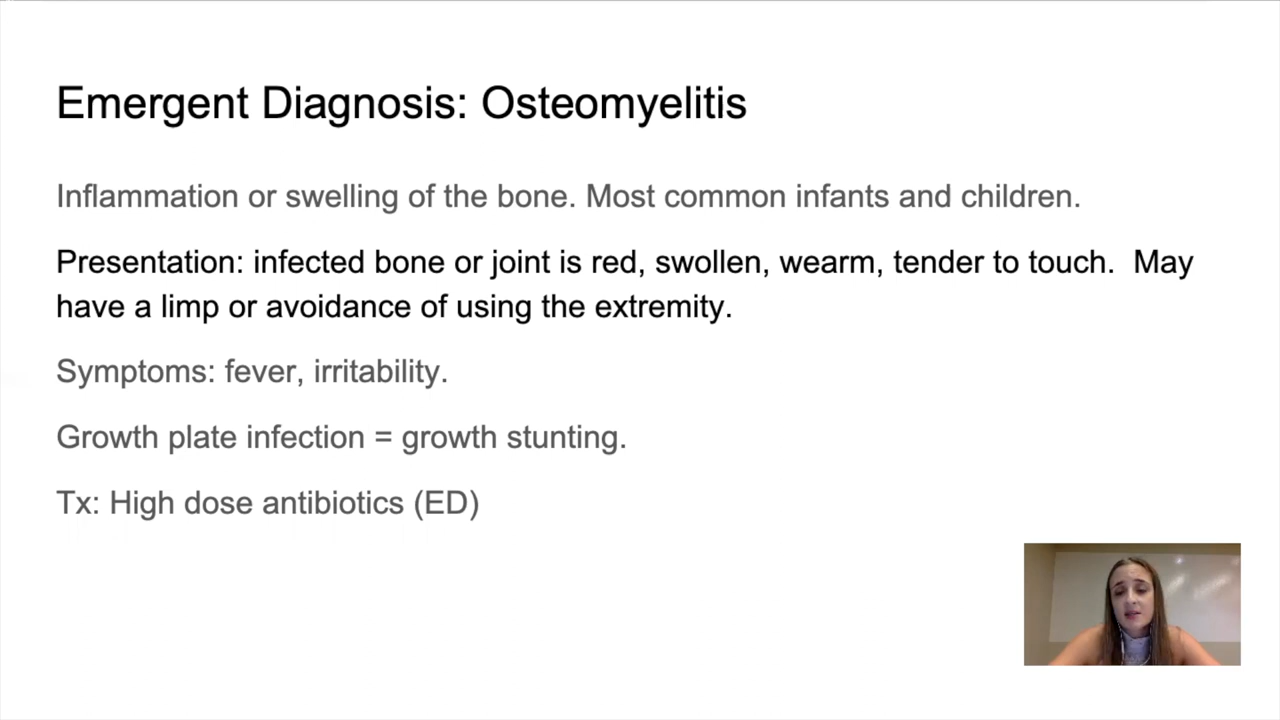 Emergent Diagnosis: Osteomyelitis
Inflammation or swelling of the bone. Most common infants and children.
Presentation: infected bone or joint is red, swollen, wearm, tender to touch.  May
have a limp or avoidance of using the extremity.
Symptoms: fever, irritability.
Growth plate infection = growth stunting.
Tx: High dose antibiotics (ED)